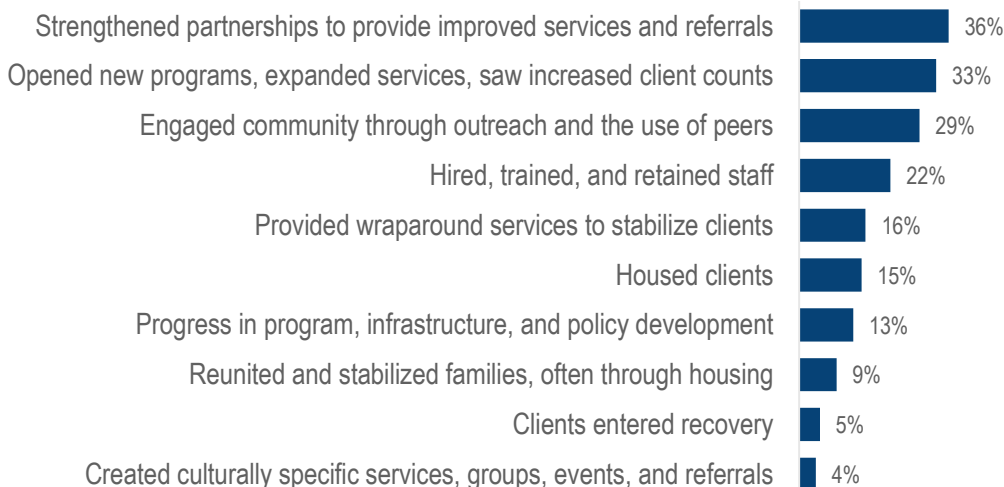 Strengthened partnerships to provide improved services and referrals 36%
Opened new programs, expanded services, saw increased client counts 33%
Engaged community through outreach and the use of peers 29%
Hired, trained, and retained staff 22%
Provided wraparound services to stabilize clients 16%
Housed clients 15%
Progress in program, infrastructure, and policy development 13%
Reunited and stabilized families, often through housing 9%
Clients entered recovery 5%
Created culturally specific services, groups, events, and referrals 4%